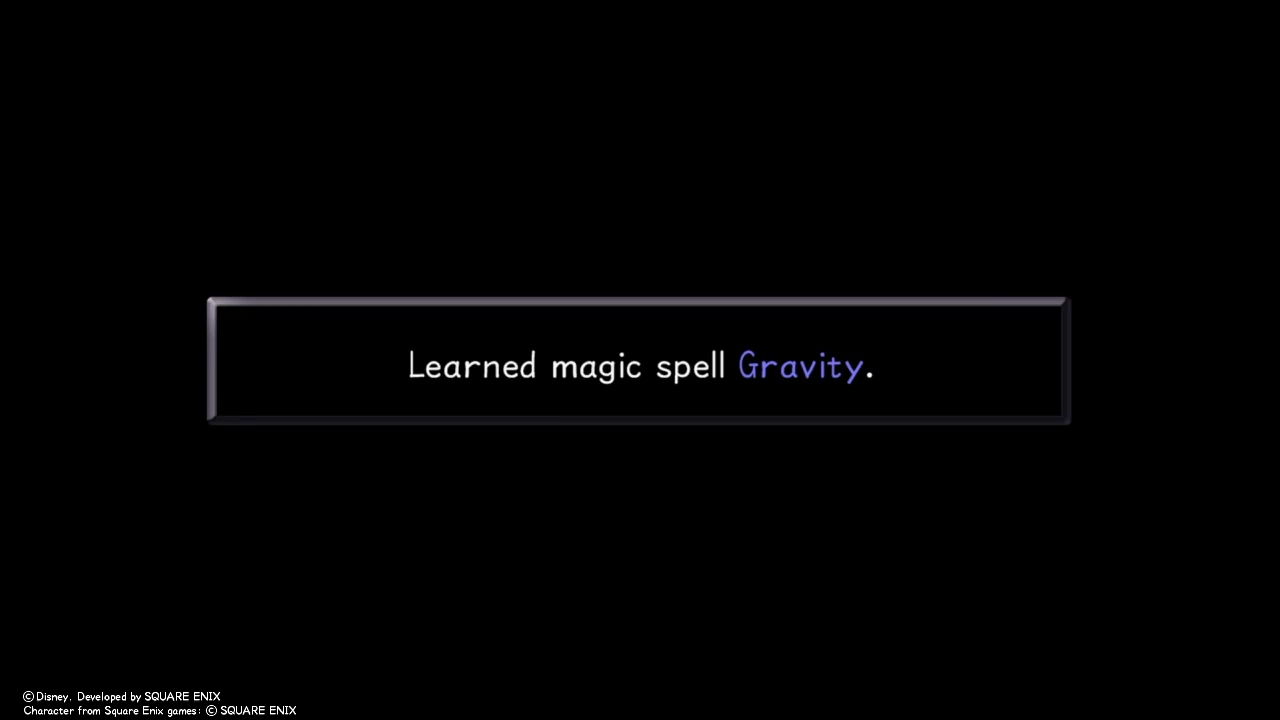 Learned magic spell Gravity.
©Disney. Developed by SQUARE ENIX
Character from Square Enix games: © SQUARE ENIX